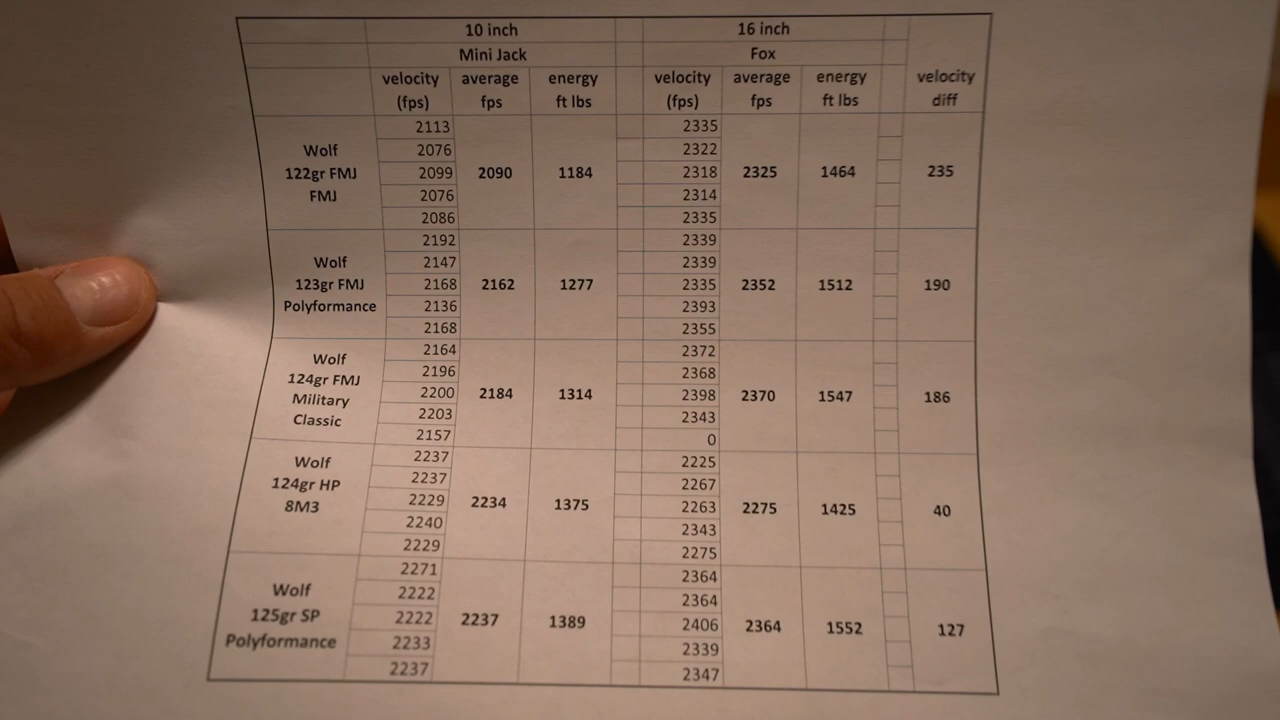 10 inch 16 inch
Mini Jack Fox
velocity average energy velocity average energy velocity
(fps) fps ft lbs (fps) fps ft lbs diff
2113 2335
Wolf 2076 2322
122gr FMJ 2099 2090 1184 2318 2325 1464 235
FMJ 2076 2314
2086 2335
2192 2339
Wolf 2147 2339
123gr FMJ 2168 2162 1277 2335 2352 1512 190
Polyformance 2136 2393
2168 2355
2164 2372
Wolf
124gr FMJ 2196 2368
Military 2200 2184 1314 2398 2370 1547 186
Classic 2203 2343
2157 0
2237 2225
Wolf 2237 2267
124gr HP 2229 2234 1375 2263 2275 1425 40
8M3 2240 2343
2229 2275
2271 2364
Wolf 2222 2364
125gr SP 2222 2237 1389 2406 2364 1552 127
Polyformance 2233 2339
2237 2347